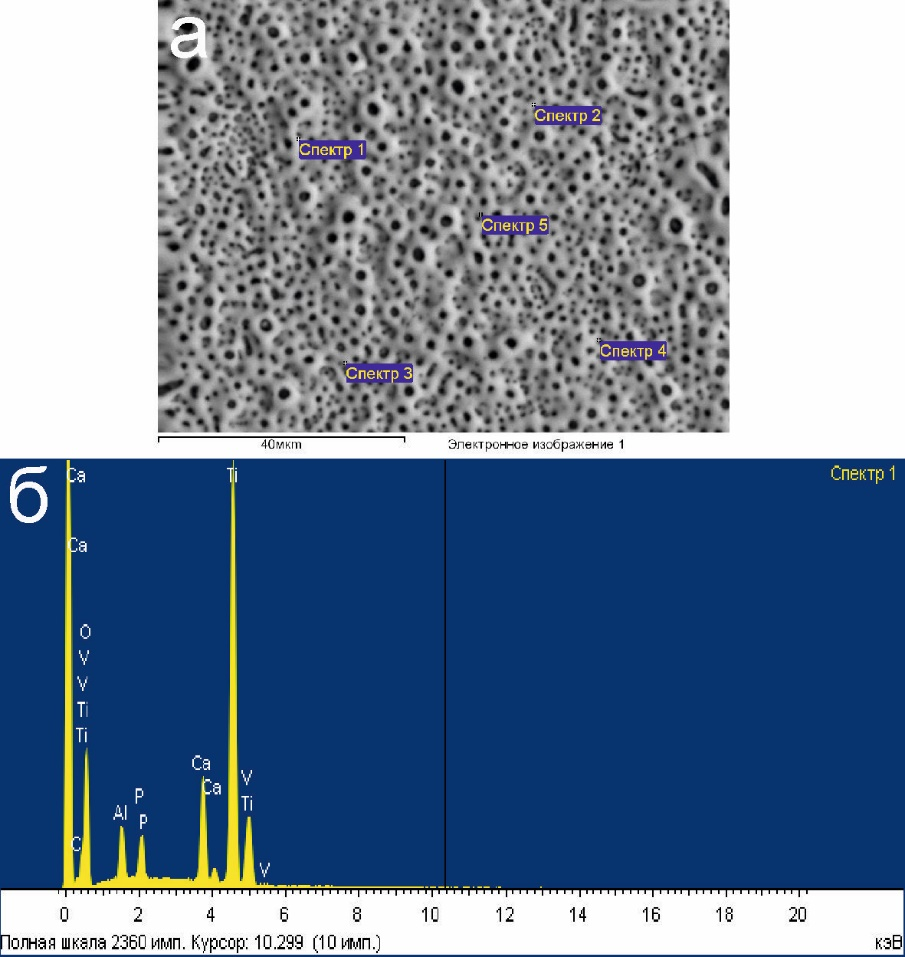 а
Спектр 2
Спектр 1
Спектр 5
Спектр 4
Спектр 3
40мкm
Электронное изображение 1
б
Спектр 1
Ca
Ti
Ca
O
V
V
Ti
Ti
Ca
Ca
V
P
Ti
Al
P
C
V
0 2 4 6 8 10 12 14 16 18 20
Полная шкала 2360 имп. Курсор: 10.299 (10 имп.)
кэВ